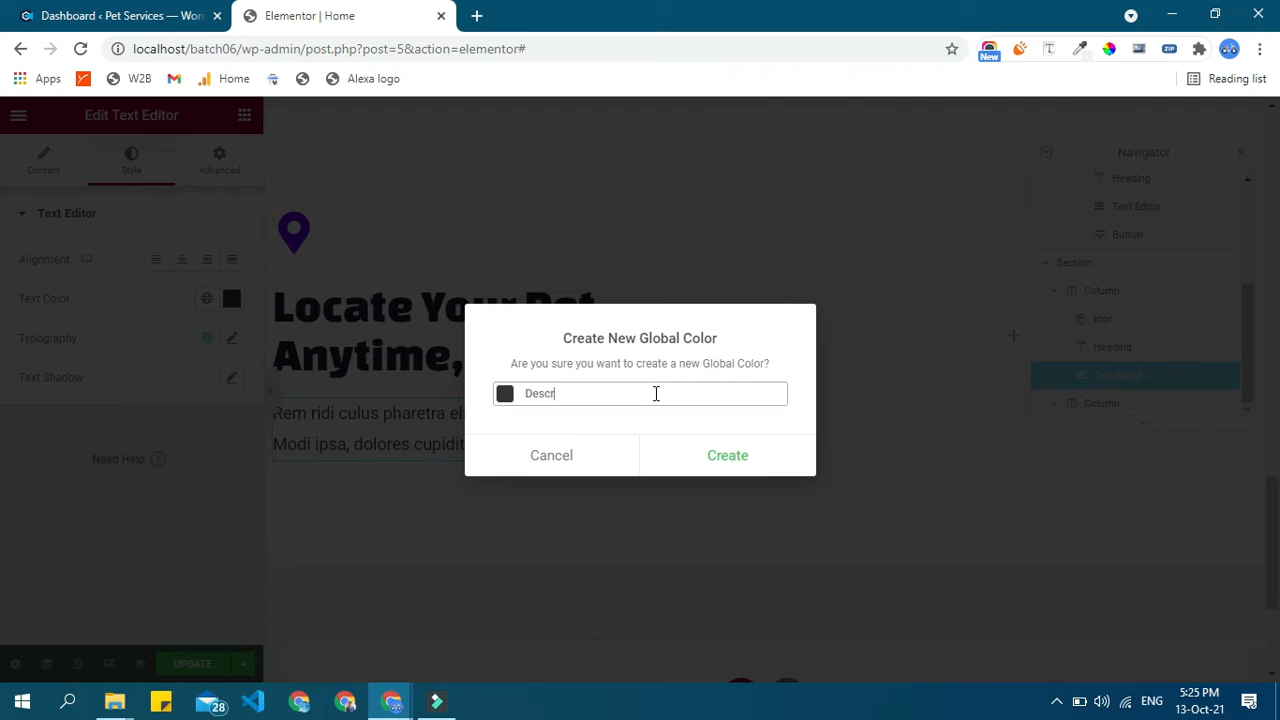 Dashboard ‹ Pet Services — Wor
Elementor | Home
localhost/batch06/wp-admin/post.php?post=5&action=elementor#
New
ZIP
Apps
W2B
Home
Alexa logo
Reading list
Edit Text Editor
Content
Style
Advanced
Text Editor
Alignment
Text Color
Typography
Text Shadow
Need Help
UPDATE
Locate Your Pet
Anytime,
Rem ridi culus pharetra el
Modi ipsa, dolores cupidit
Create New Global Color
Are you sure you want to create a new Global Color?
Descr
Cancel
Create
Navigator
Heading
Text Editor
Button
Section
Column
Icon
Heading
Text Editor
Column
28
ENG
5:25 PM
13-Oct-21